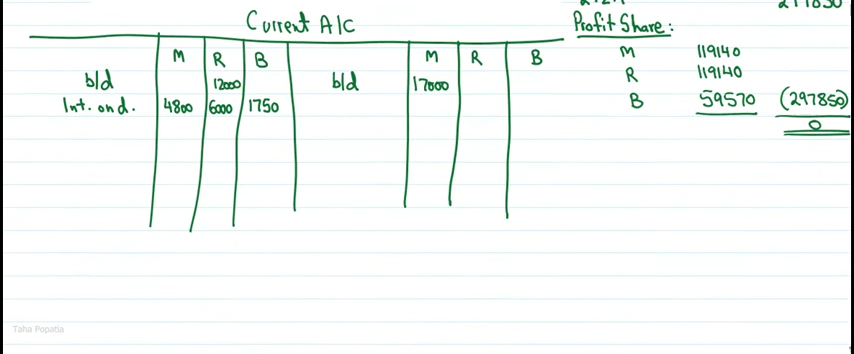 Current A/C
M R B M R B
b/d 12000 b/d 17000
Int. on d. 4800 6000 1750
Profit Share:
M 119140
R 119140
B 59570 (297850)
0
Taha Popatia